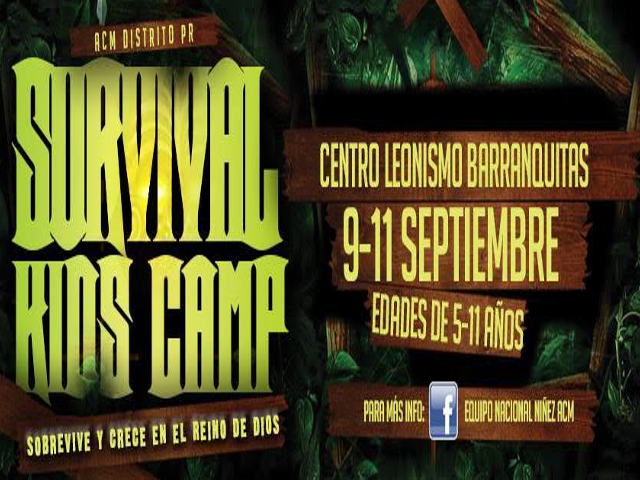 ACM DISTRITO PR
SURVIVAL
KIDS CAMP
SOBREVIVE Y CRECE EN EL REINO DE DIOS
CENTRO LEONISMO BARRANQUITAS
9-11 SEPTIEMBRE
EDADES DE 5-11 AÑOS
PARA MÁS INFO: f EQUIPO NACIONAL NIÑEZ ACM